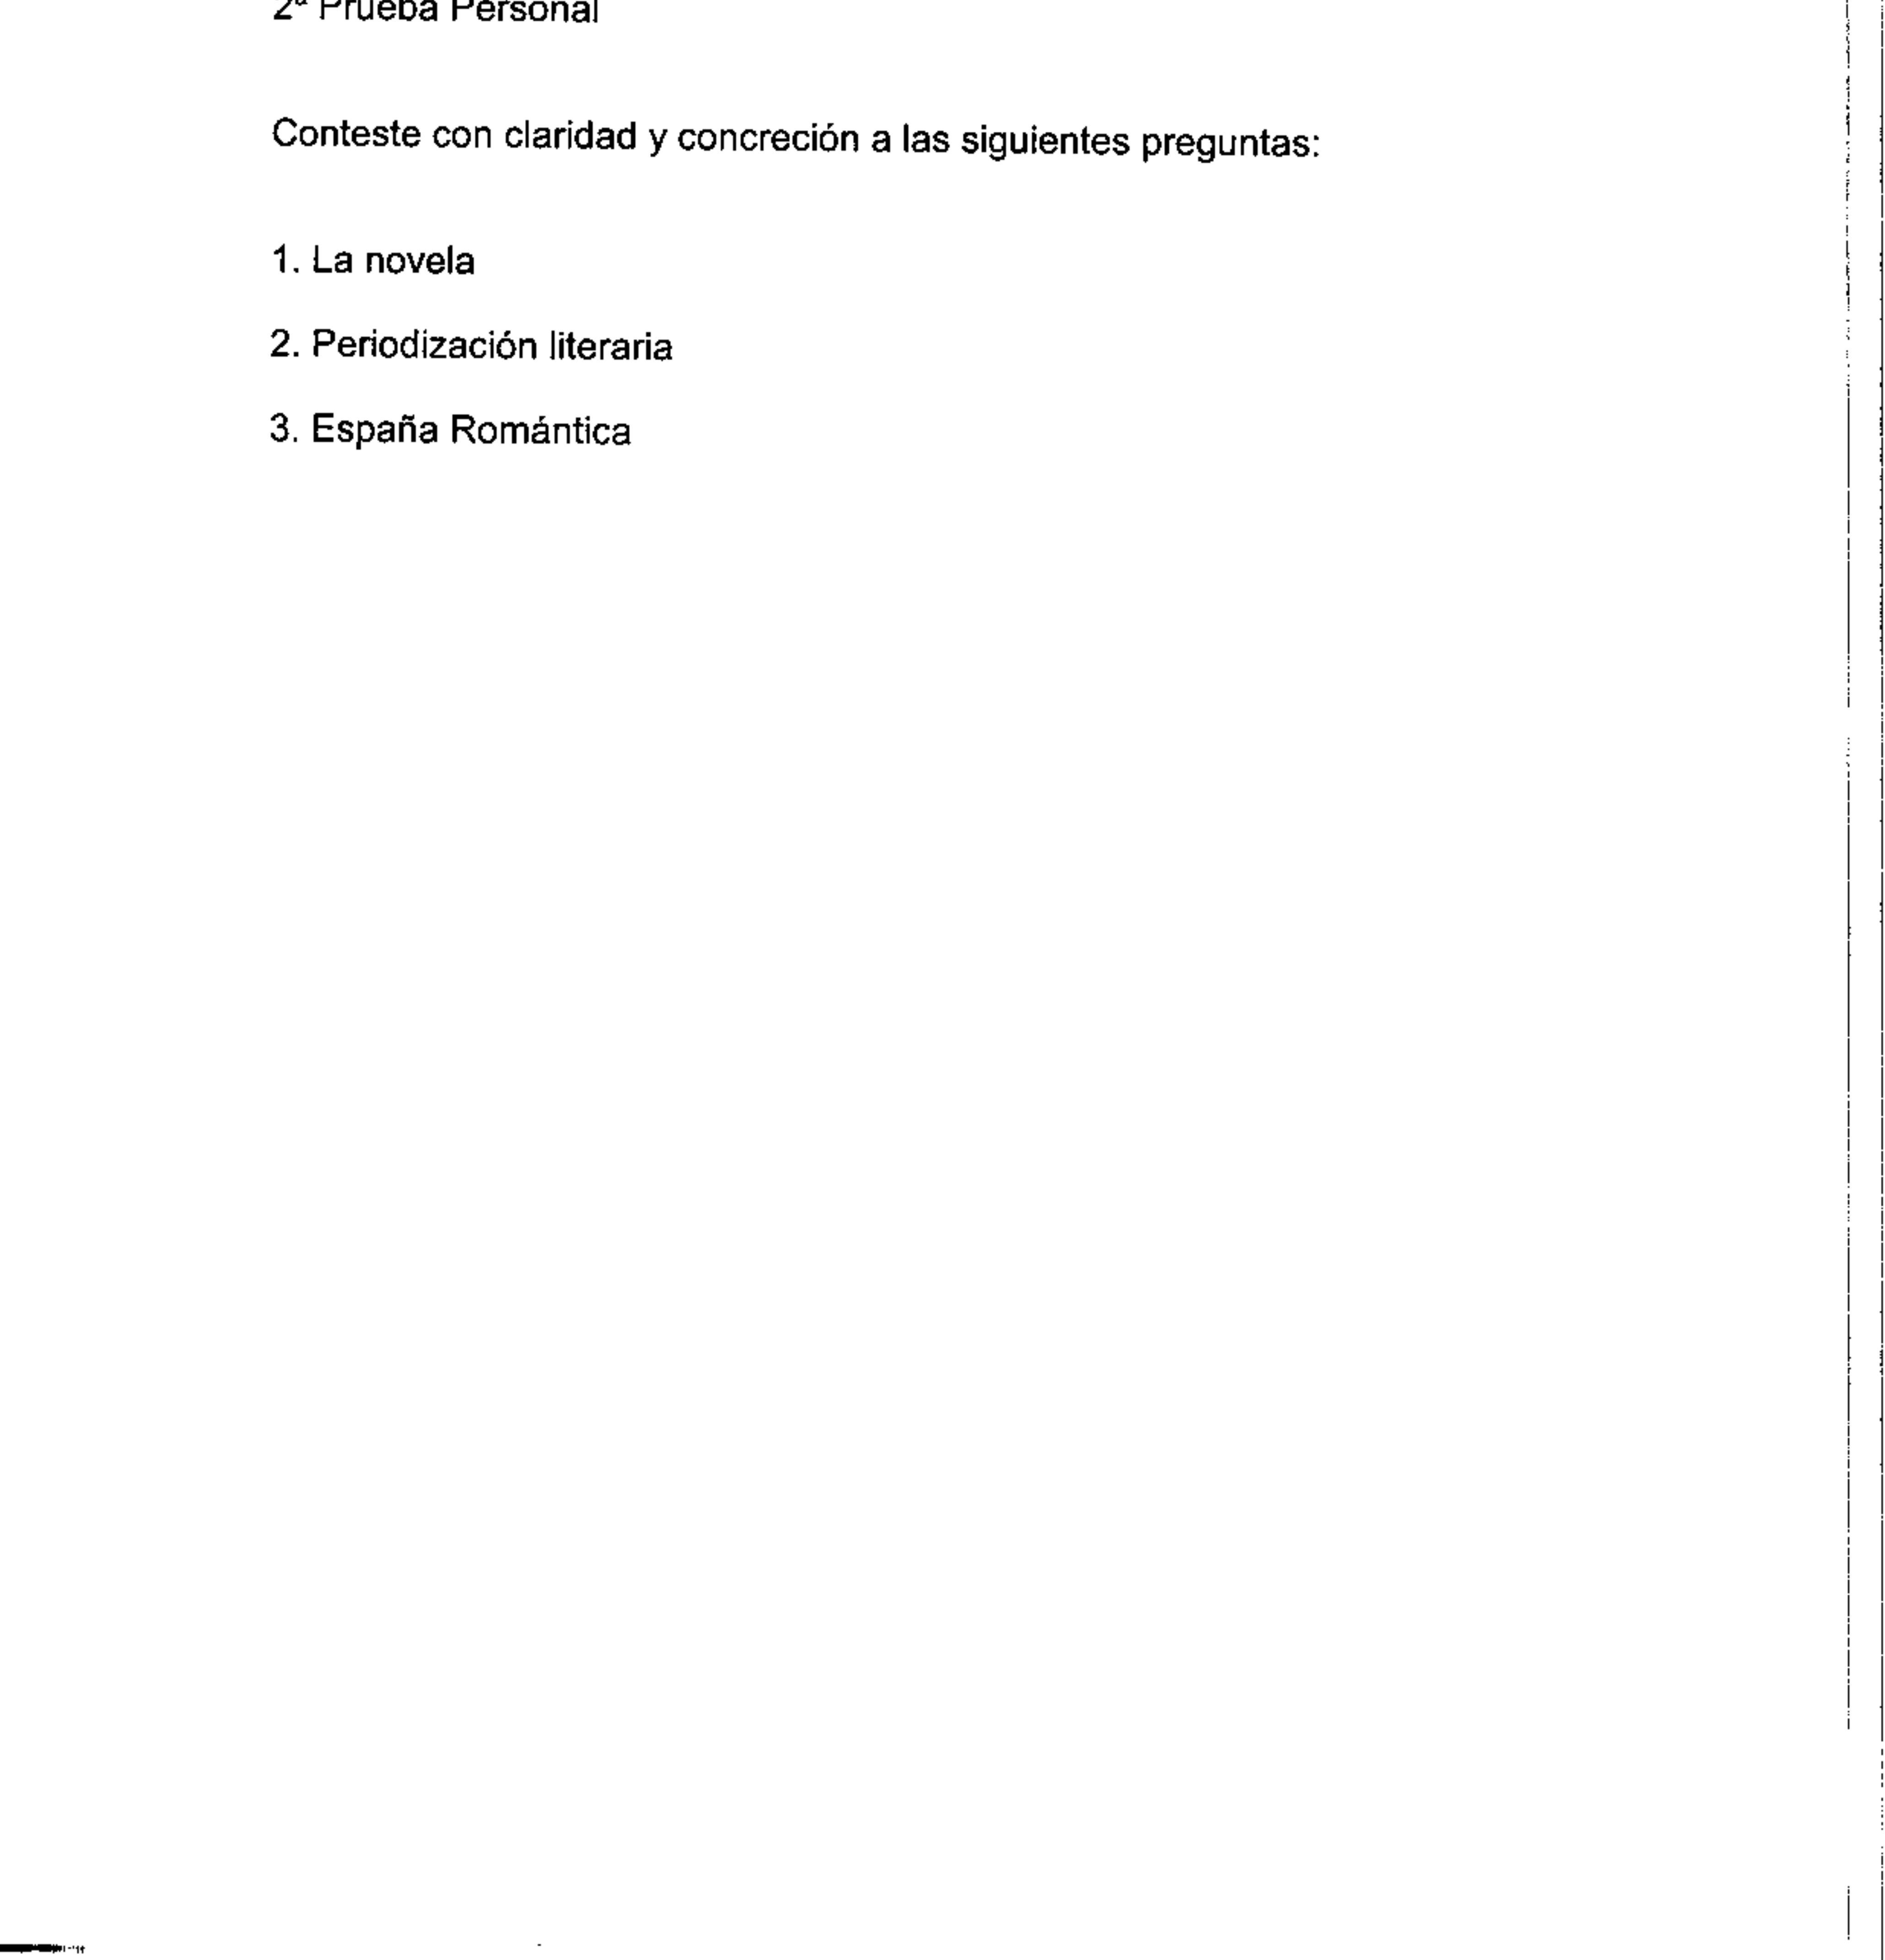 2ª Prueba Personal
Conteste con claridad y concreción a las siguientes preguntas:
1. La novela
2. Periodización literaria
3. España Romántica